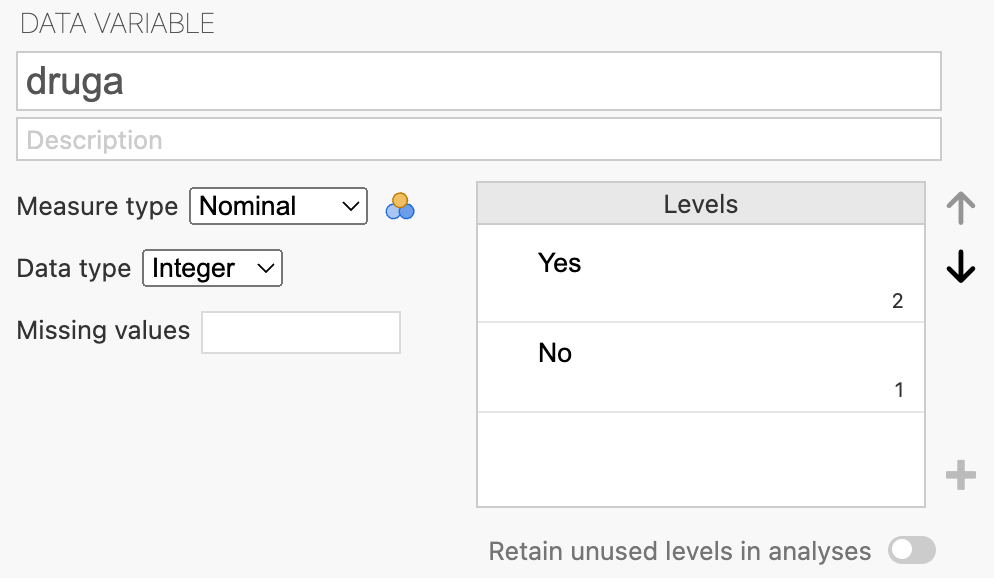 DATA VARIABLE
druga
Description
Measure type Nominal
Data type Integer
Missing values
Levels
Yes
2
No
1
Retain unused levels in analyses